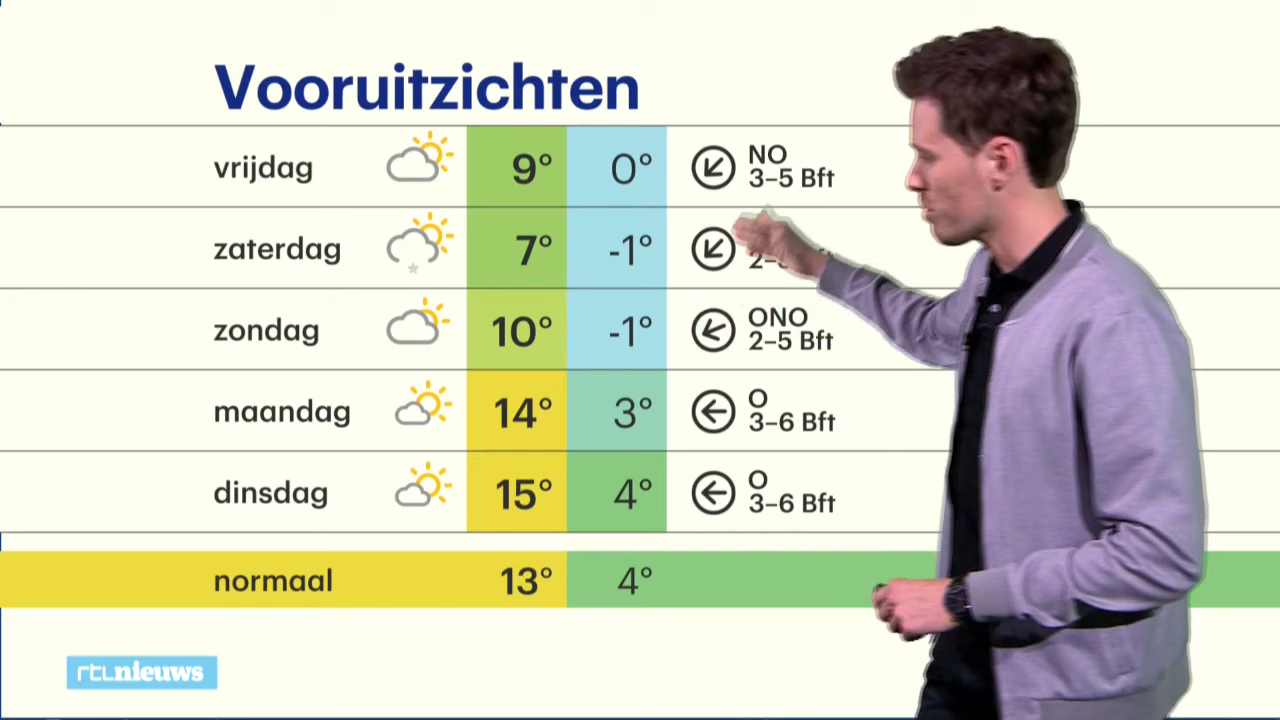 Vooruitzichten
vrijdag 9° 0° NO
3–5 Bft
zaterdag 7° -1°
zondag 10° -1° ONO
2–5 Bft
maandag 14° 3° O
3–6 Bft
dinsdag 15° 4° O
3–6 Bft
normaal 13° 4°
rtlnieuws